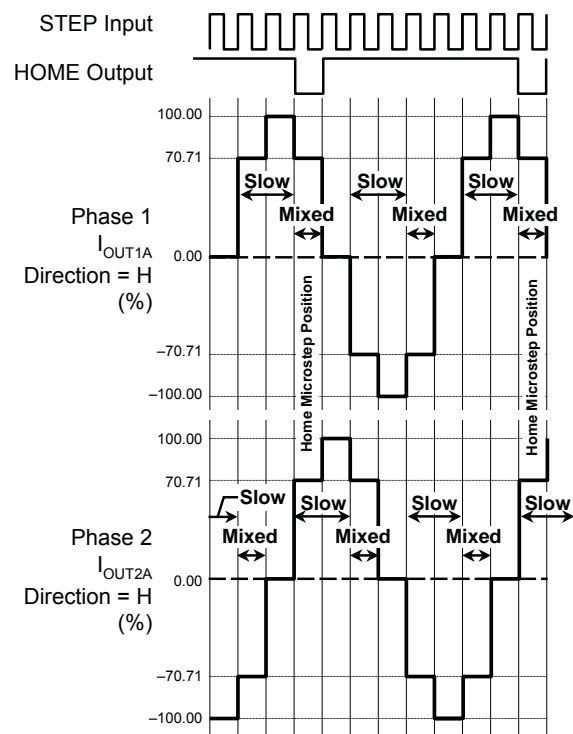 STEP Input
HOME Output
100.00
70.71
Slow Slow Slow
Mixed Mixed Mixed
Phase 1
I_OUT1A
Direction = H
(%)
0.00
Home Microstep Position
Home Microstep Position
–70.71
–100.00
100.00
70.71
Slow Slow Slow Slow
Mixed Mixed Mixed
Phase 2
I_OUT2A
Direction = H
(%)
0.00
–70.71
–100.00